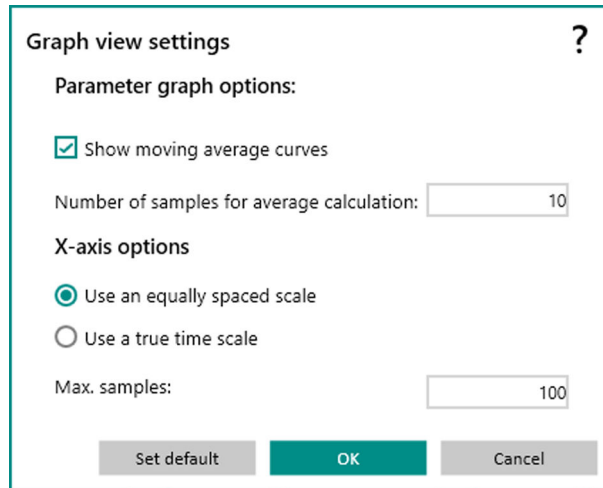 Graph view settings ?
Parameter graph options:
Show moving average curves
Number of samples for average calculation: 10
X-axis options
Use an equally spaced scale
Use a true time scale
Max. samples: 100
Set default OK Cancel